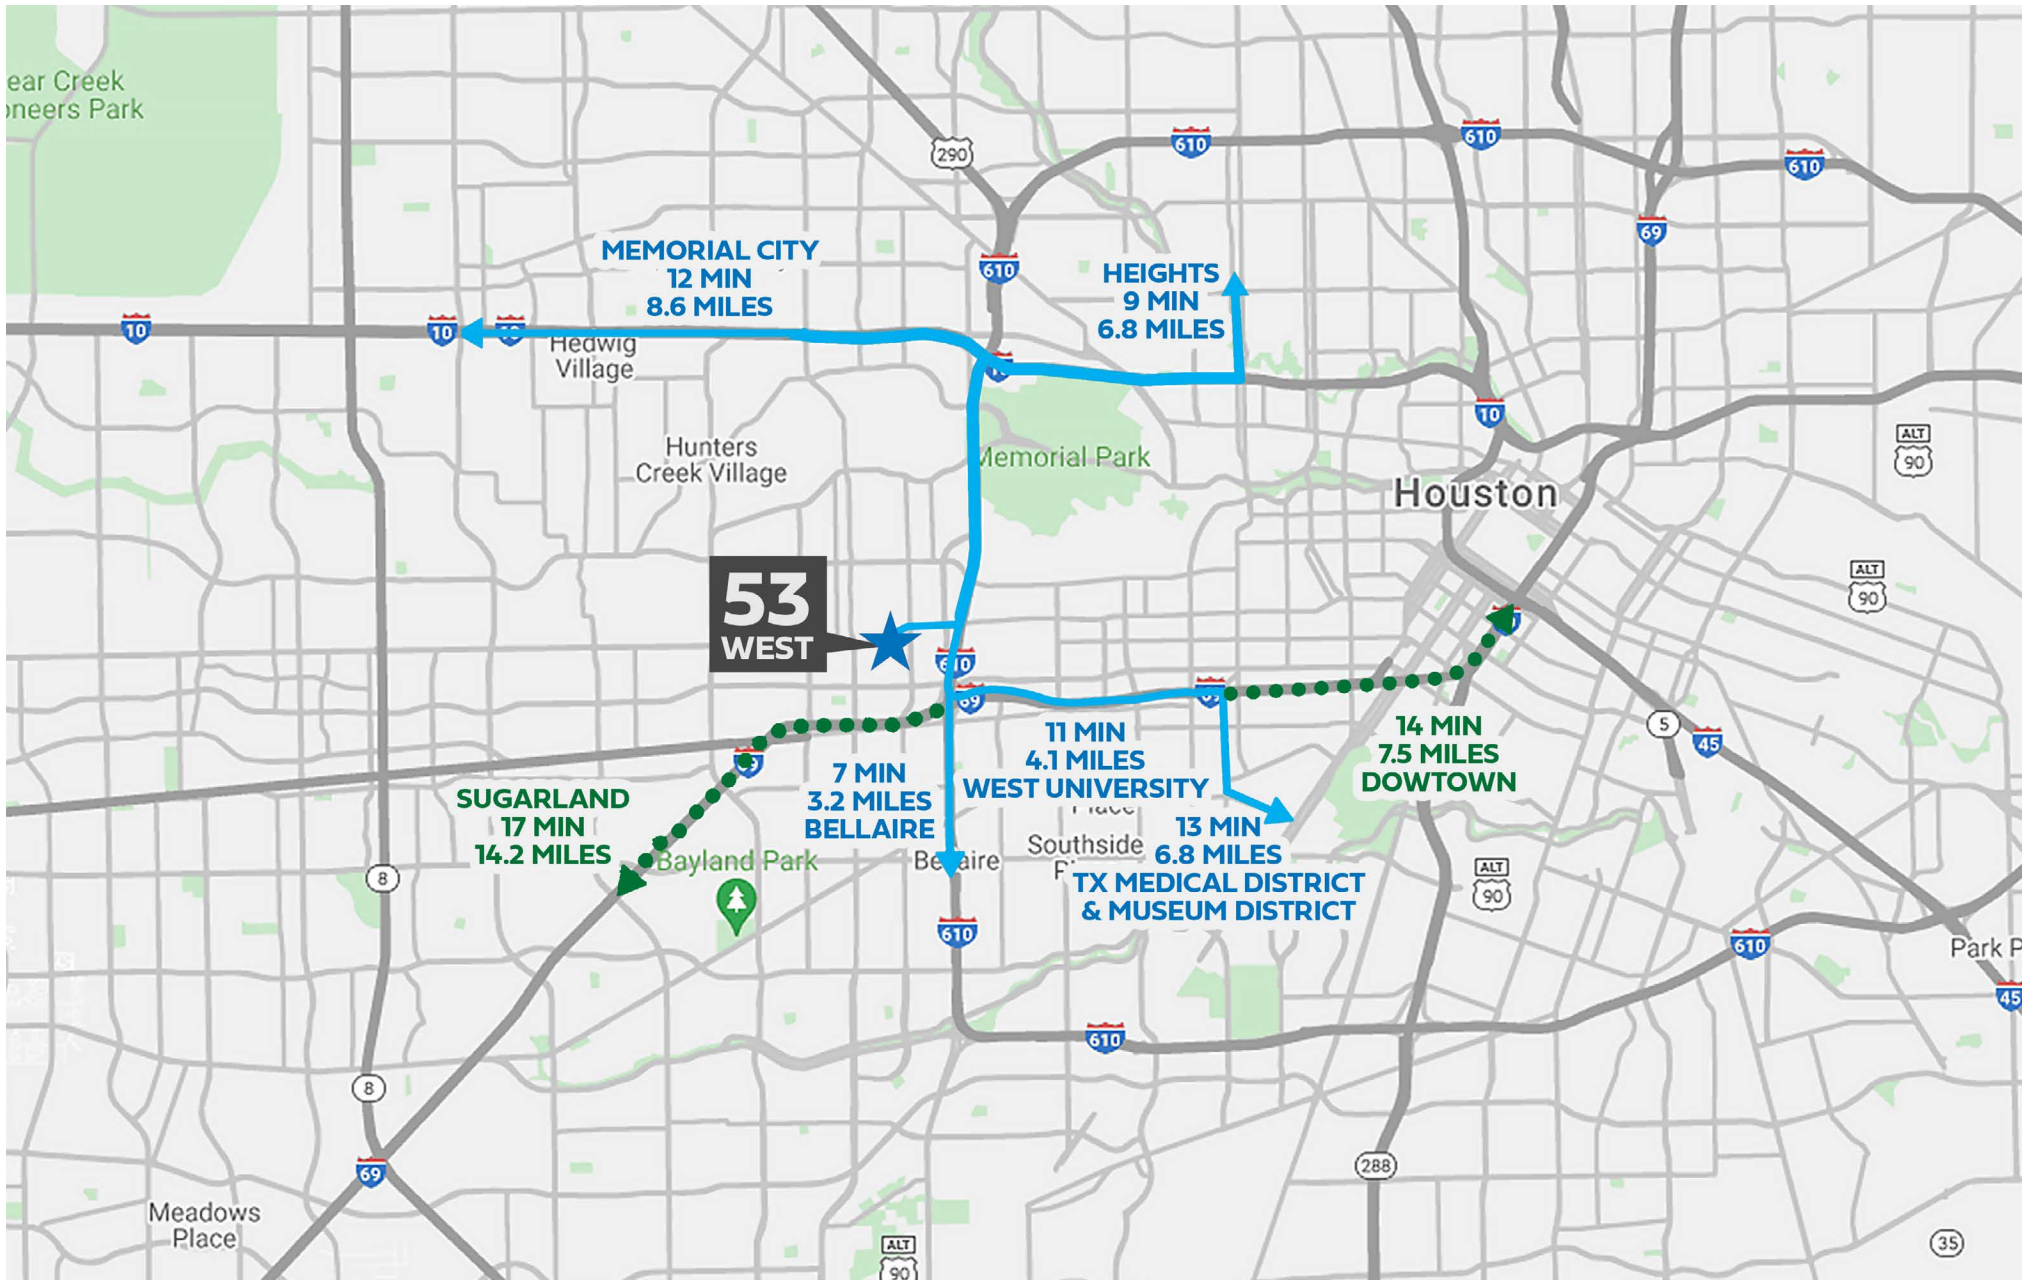 ear Creek
oneers Park
290
610
610
610
69
MEMORIAL CITY
12 MIN
8.6 MILES
610
HEIGHTS
9 MIN
6.8 MILES
10
10
Hedwig
Village
10
ALT
90
Hunters
Creek Village
Memorial Park
Houston
53
WEST
ALT
90
610
69
69
11 MIN
4.1 MILES
WEST UNIVERSITY
Place
14 MIN
7.5 MILES
DOWTOWN
5
45
7 MIN
3.2 MILES
BELLAIRE
SUGARLAND
17 MIN
14.2 MILES
13 MIN
6.8 MILES
TX MEDICAL DISTRICT
& MUSEUM DISTRICT
Southside
Bayland Park
Bellaire
8
ALT
90
610
610
Park P
45
610
8
69
288
Meadows
Place
ALT
90
35